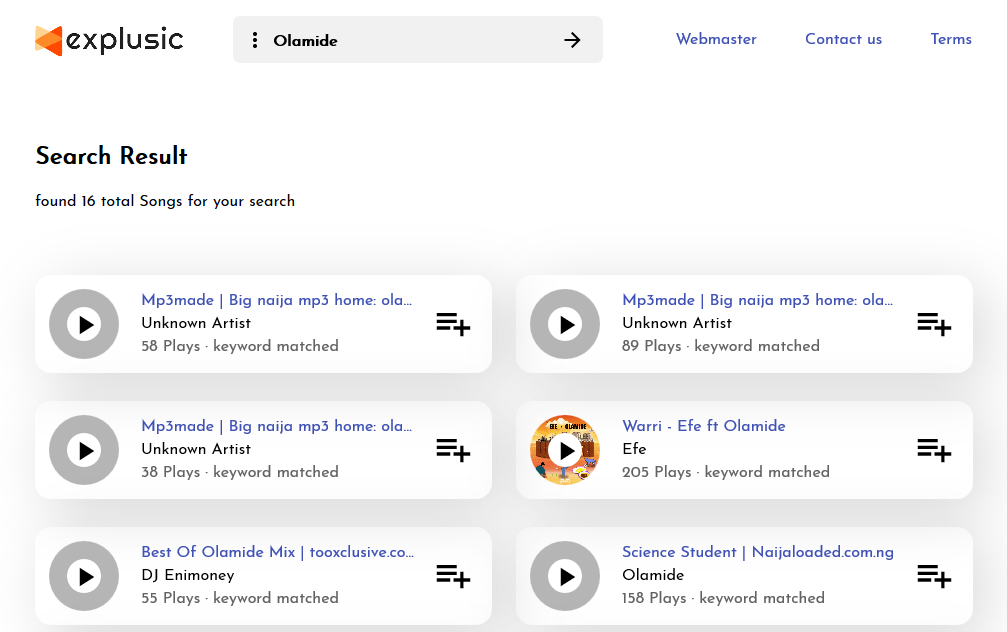 explusic
Olamide
Webmaster
Contact us
Terms
Search Result
found 16 total Songs for your search
Mp3made | Big naija mp3 home: ola...
Unknown Artist
58 Plays · keyword matched
Mp3made | Big naija mp3 home: ola...
Unknown Artist
89 Plays · keyword matched
Mp3made | Big naija mp3 home: ola...
Unknown Artist
38 Plays · keyword matched
EFE · OLAMIDE
Warri - Efe ft Olamide
Efe
205 Plays · keyword matched
Best Of Olamide Mix | tooxclusive.co...
DJ Enimoney
55 Plays · keyword matched
Science Student | Naijaloaded.com.ng
Olamide
158 Plays · keyword matched